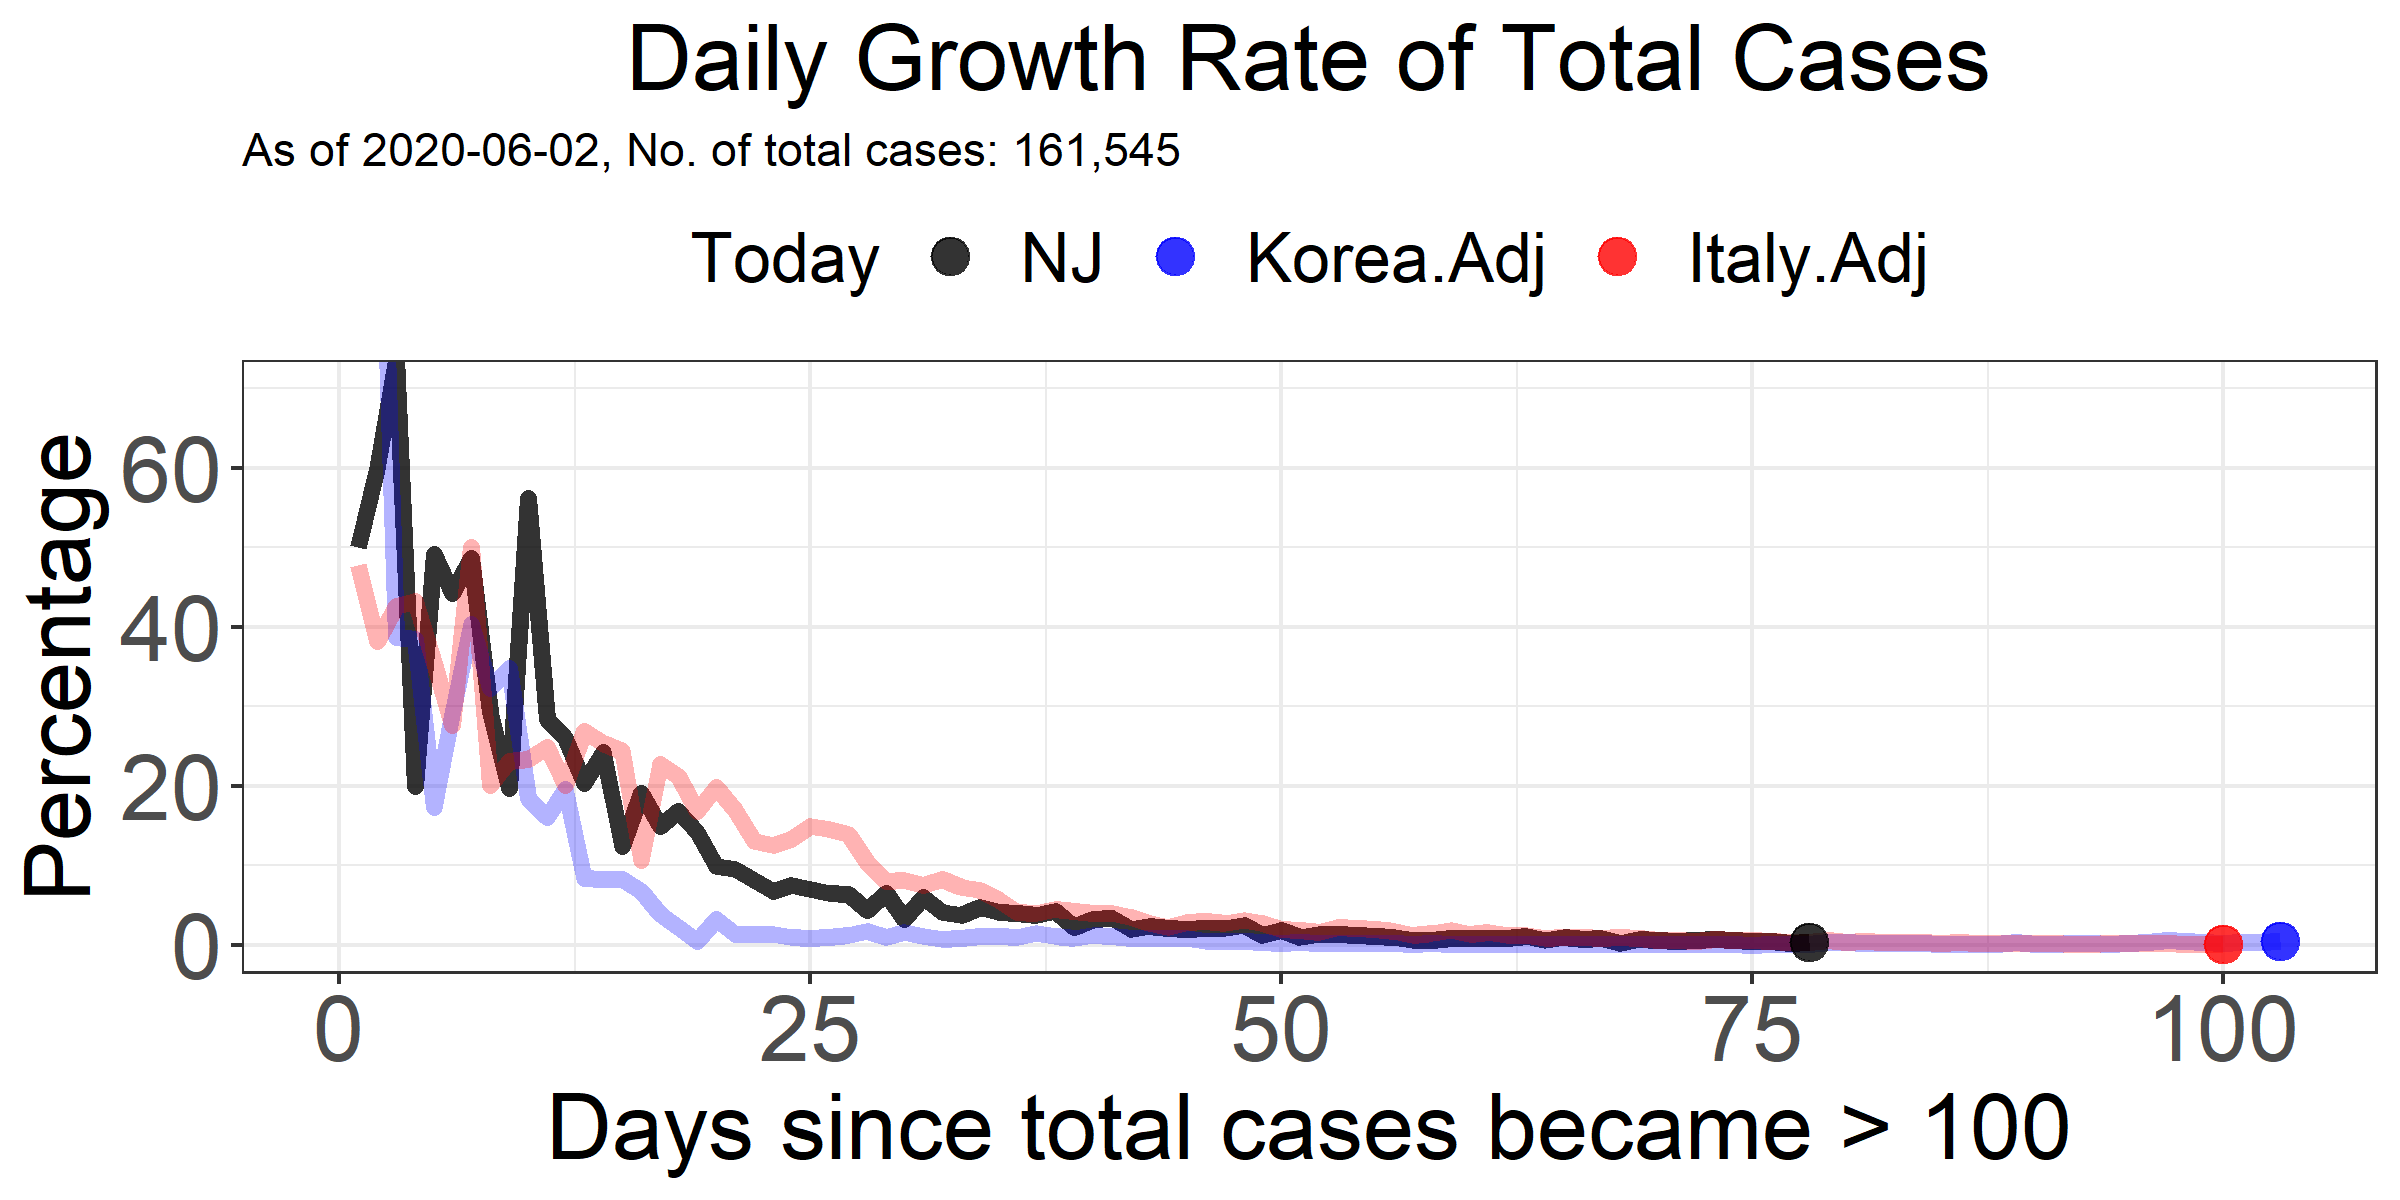 Daily Growth Rate of Total Cases
As of 2020-06-02, No. of total cases: 161,545
Today NJ Korea.Adj Italy.Adj
Percentage
60
40
20
0
0 25 50 75 100
Days since total cases became > 100